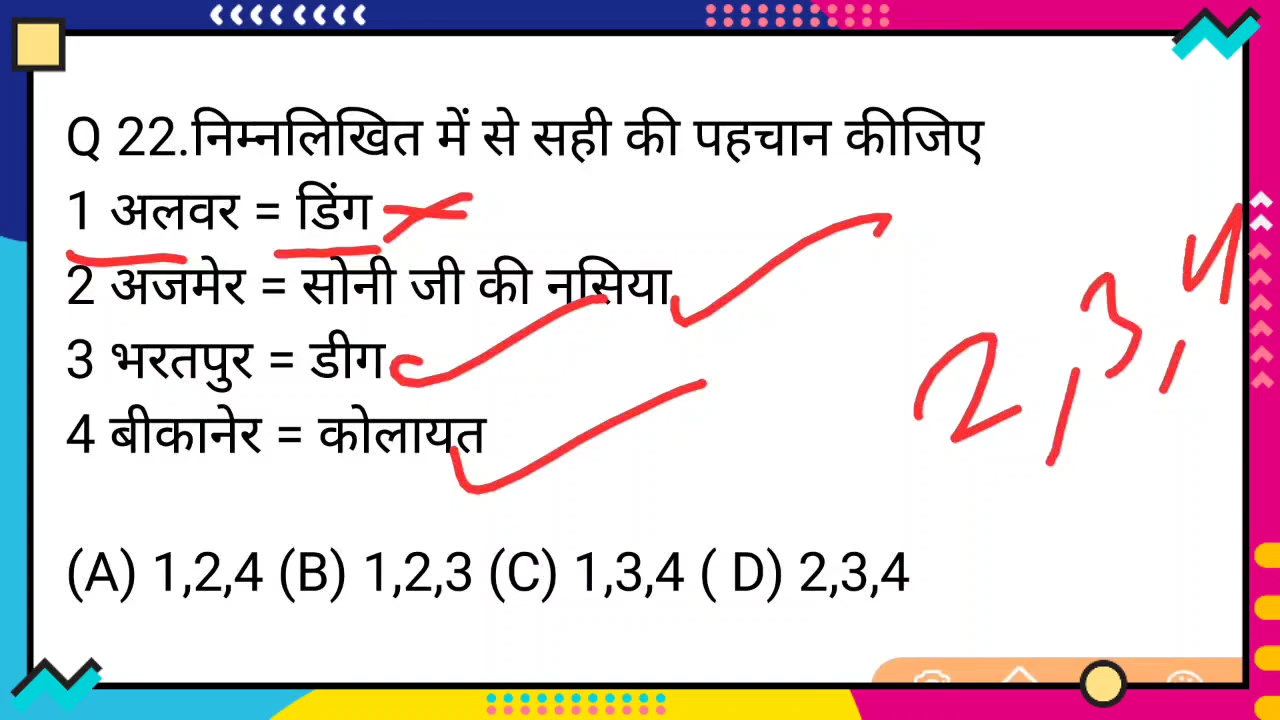 Q 22.निम्नलिखित में से सही की पहचान कीजिए
1 अलवर = डिंग
2 अजमेर = सोनी जी की नसिया
3 भरतपुर = डीग
4 बीकानेर = कोलायत
2,3,4
(A) 1,2,4 (B) 1,2,3 (C) 1,3,4 ( D) 2,3,4